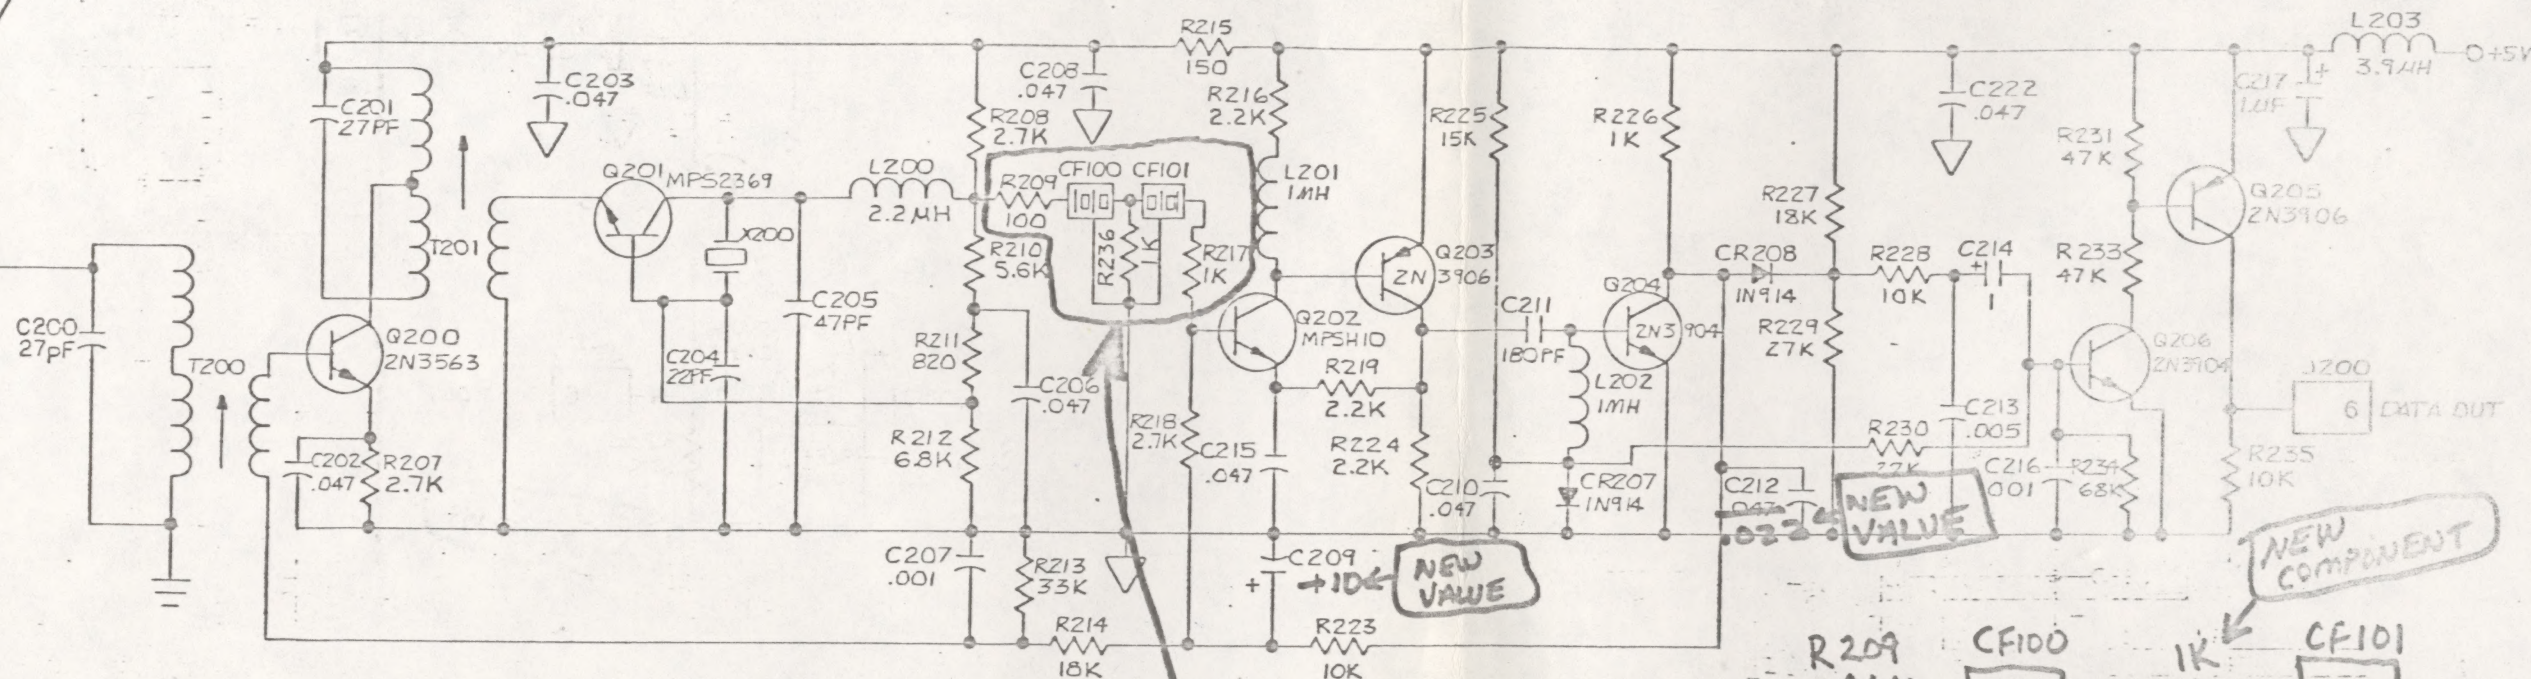 R215
150
L203
3.9µH
+5V
C203
.047
C208
.047
C201
27PF
R208
2.7K
R216
2.2K
R225
15K
R226
1K
C222
.047
C217
1UF
R231
47K
Q201
MPS2369
L200
2.2µH
CF100
CF101
R209
100
L201
1MH
R227
18K
Q205
2N3906
T201
X200
R210
5.6K
R236
1K
R217
1K
Q203
2N
3906
Q204
2N3904
CR208
1N914
R228
10K
C214
+
1
R233
47K
C200
27pF
C205
47PF
Q200
2N3563
T200
C204
22PF
R211
820
C206
.047
Q202
MPSH10
C211
180PF
R229
27K
Q206
2N3904
J200
6
DATA OUT
R219
2.2K
L202
1MH
C213
.005
R212
6.8K
R218
2.7K
C215
.047
R224
2.2K
R230
C202
.047
R207
2.7K
C210
.047
CR207
1N914
C212
.047
.022
NEW
VALUE
C216
.001
R234
68K
R235
10K
C207
.001
R213
33K
C209
+
10
NEW
VALUE
NEW
COMPONENT
R214
18K
R223
10K
R209
CF100
1K
CF101